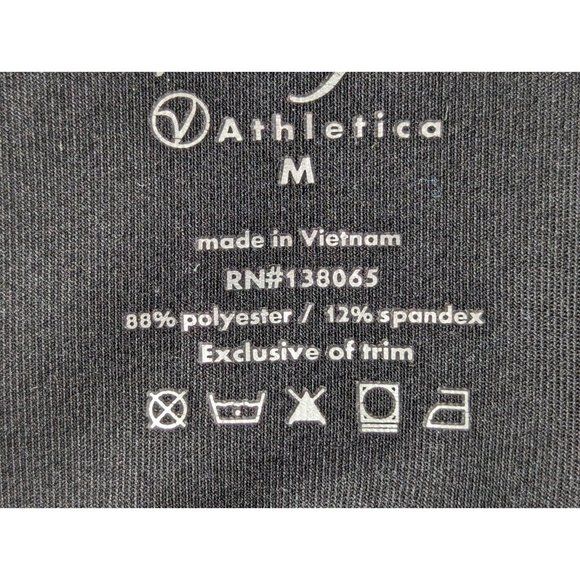 V Athletica
M
made in Vietnam
RN#138065
88% polyester / 12% spandex
Exclusive of trim